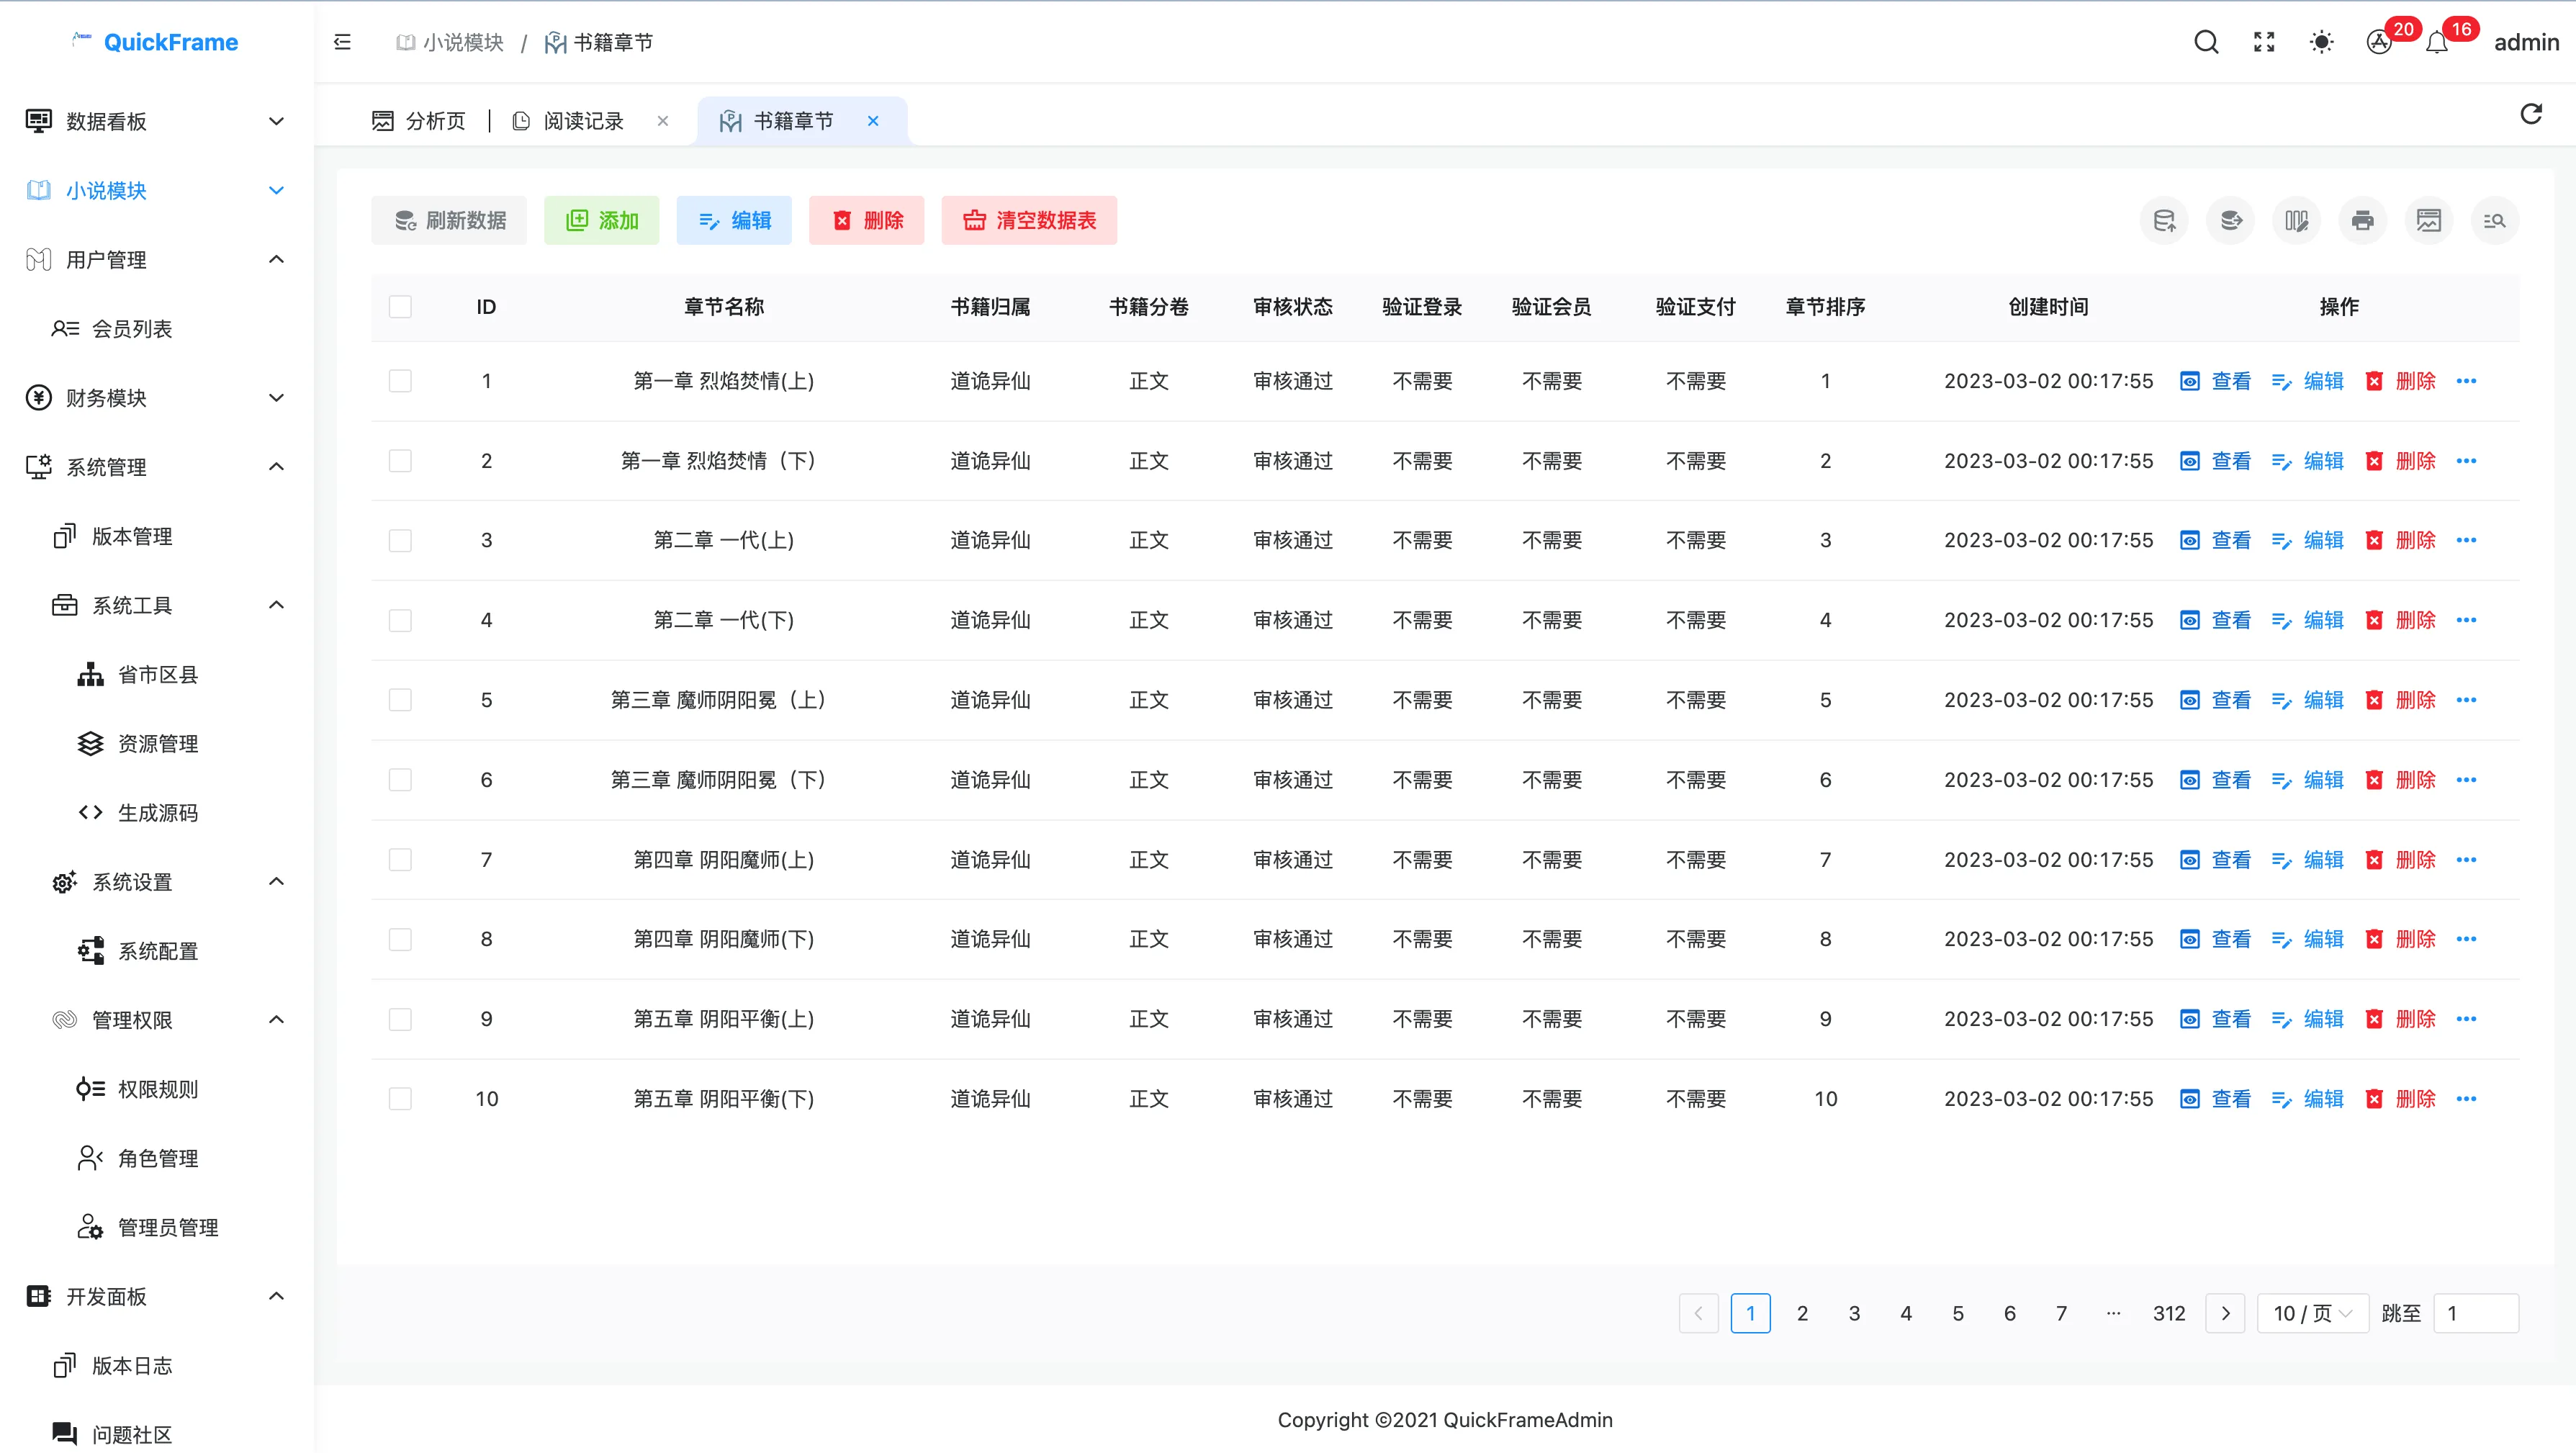 QuickFrame
小说模块 / 书籍章节
20
16
admin
数据看板
小说模块
用户管理
会员列表
财务模块
系统管理
版本管理
系统工具
省市区县
资源管理
生成源码
系统设置
系统配置
管理权限
权限规则
角色管理
管理员管理
开发面板
版本日志
问题社区
分析页 阅读记录 书籍章节
刷新数据 添加 编辑 删除 清空数据表
ID 章节名称 书籍归属 书籍分卷 审核状态 验证登录 验证会员 验证支付 章节排序 创建时间 操作
1 第一章 烈焰焚情(上) 道诡异仙 正文 审核通过 不需要 不需要 不需要 1 2023-03-02 00:17:55 查看 编辑 删除 •••
2 第一章 烈焰焚情（下） 道诡异仙 正文 审核通过 不需要 不需要 不需要 2 2023-03-02 00:17:55 查看 编辑 删除 •••
3 第二章 一代(上) 道诡异仙 正文 审核通过 不需要 不需要 不需要 3 2023-03-02 00:17:55 查看 编辑 删除 •••
4 第二章 一代(下) 道诡异仙 正文 审核通过 不需要 不需要 不需要 4 2023-03-02 00:17:55 查看 编辑 删除 •••
5 第三章 魔师阴阳冕（上） 道诡异仙 正文 审核通过 不需要 不需要 不需要 5 2023-03-02 00:17:55 查看 编辑 删除 •••
6 第三章 魔师阴阳冕（下） 道诡异仙 正文 审核通过 不需要 不需要 不需要 6 2023-03-02 00:17:55 查看 编辑 删除 •••
7 第四章 阴阳魔师(上) 道诡异仙 正文 审核通过 不需要 不需要 不需要 7 2023-03-02 00:17:55 查看 编辑 删除 •••
8 第四章 阴阳魔师(下) 道诡异仙 正文 审核通过 不需要 不需要 不需要 8 2023-03-02 00:17:55 查看 编辑 删除 •••
9 第五章 阴阳平衡(上) 道诡异仙 正文 审核通过 不需要 不需要 不需要 9 2023-03-02 00:17:55 查看 编辑 删除 •••
10 第五章 阴阳平衡(下) 道诡异仙 正文 审核通过 不需要 不需要 不需要 10 2023-03-02 00:17:55 查看 编辑 删除 •••
1 2 3 4 5 6 7 ••• 312 10 / 页 跳至 1
Copyright ©2021 QuickFrameAdmin